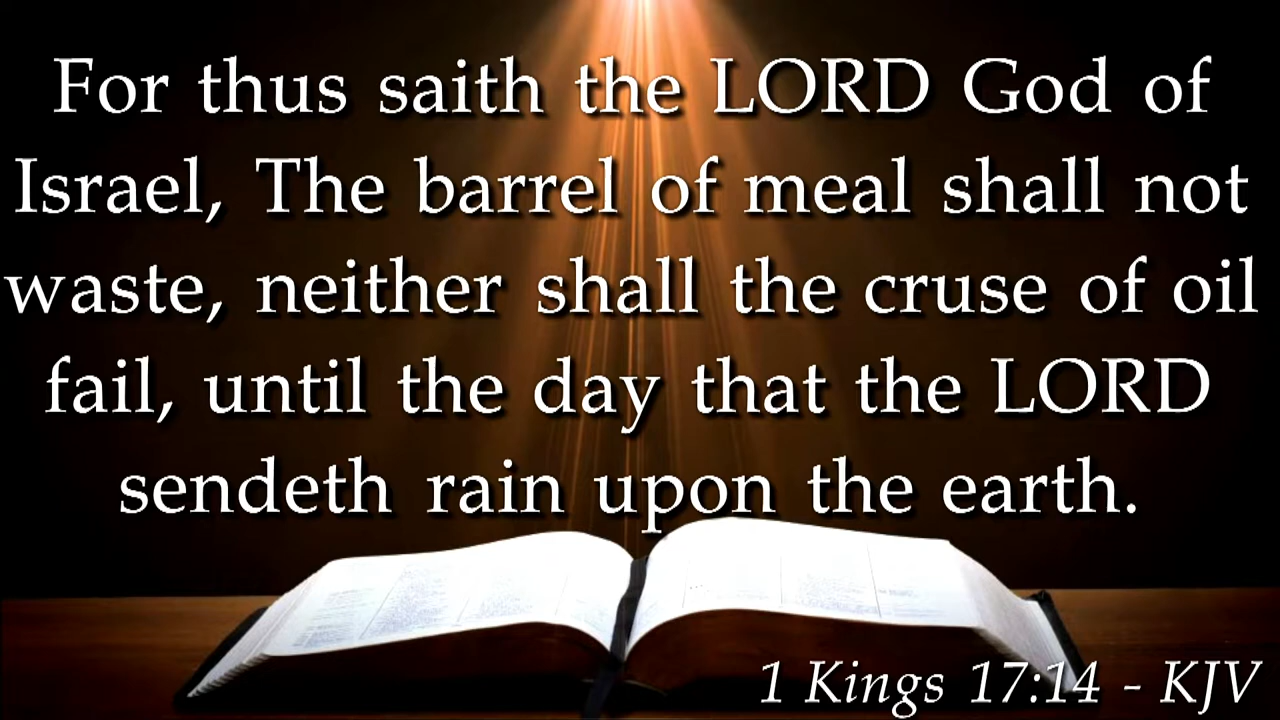 For thus saith the LORD God of
Israel, The barrel of meal shall not
waste, neither shall the cruse of oil
fail, until the day that the LORD
sendeth rain upon the earth.
1 Kings 17:14 - KJV